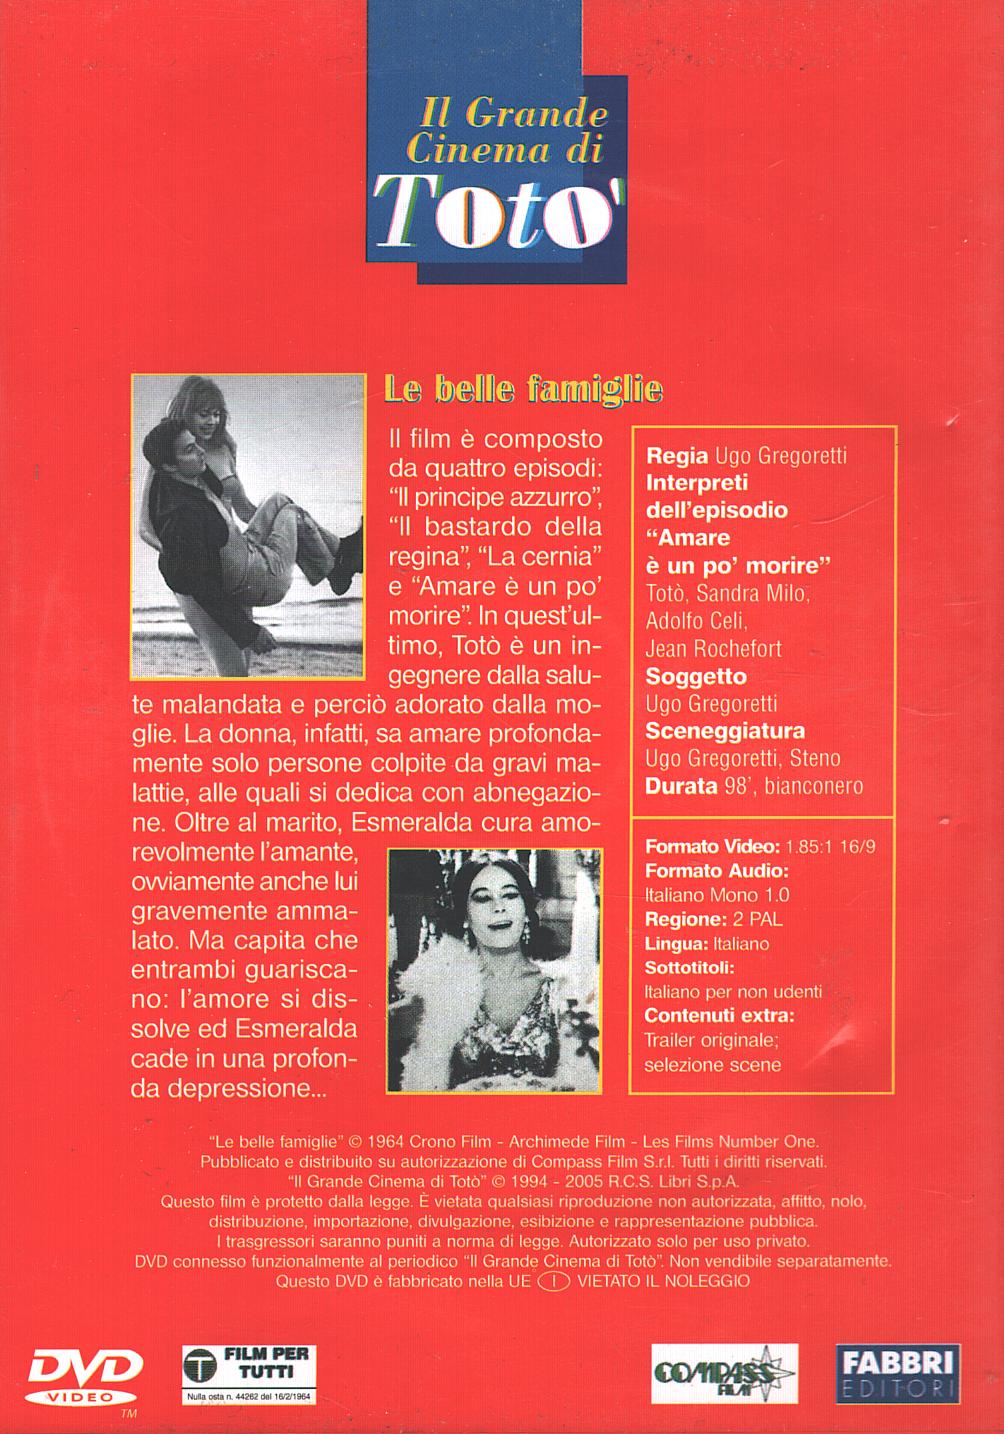 Il Grande
Cinema di
Totò
Le belle famiglie
Il film è composto
da quattro episodi:
“Il principe azzurro”,
“Il bastardo della
regina”, “La cernia”
e “Amare è un po’
morire”. In quest’ul-
timo, Totò è un in-
gegnere dalla salu-
te malandata e perciò adorato dalla mo-
glie. La donna, infatti, sa amare profonda-
mente solo persone colpite da gravi ma-
lattie, alle quali si dedica con abnegazio-
ne. Oltre al marito, Esmeralda cura amo-
revolmente l’amante,
ovviamente anche lui
gravemente amma-
lato. Ma capita che
entrambi guarisca-
no: l’amore si dis-
solve ed Esmeralda
cade in una profon-
da depressione...
Regia Ugo Gregoretti
Interpreti
dell’episodio
“Amare
è un po’ morire”
Totò, Sandra Milo,
Adolfo Celi,
Jean Rochefort
Soggetto
Ugo Gregoretti
Sceneggiatura
Ugo Gregoretti, Steno
Durata 98’, bianconero
Formato Video: 1.85:1 16/9
Formato Audio:
Italiano Mono 1.0
Regione: 2 PAL
Lingua: Italiano
Sottotitoli:
Italiano per non udenti
Contenuti extra:
Trailer originale;
selezione scene
“Le belle famiglie” © 1964 Crono Film - Archimede Film - Les Films Number One.
Pubblicato e distribuito su autorizzazione di Compass Film S.r.l. Tutti i diritti riservati.
“Il Grande Cinema di Totò” © 1994 - 2005 R.C.S. Libri S.p.A.
Questo film è protetto dalla legge. È vietata qualsiasi riproduzione non autorizzata, affitto, nolo,
distribuzione, importazione, divulgazione, esibizione e rappresentazione pubblica.
I trasgressori saranno puniti a norma di legge. Autorizzato solo per uso privato.
DVD connesso funzionalmente al periodico “Il Grande Cinema di Totò”. Non vendibile separatamente.
Questo DVD è fabbricato nella UE I VIETATO IL NOLEGGIO
DVD
VIDEO
TM
T
FILM PER
TUTTI
Nulla osta n. 44262 del 16/2/1964
COMPASS
FILM
FABBRI
EDITORI